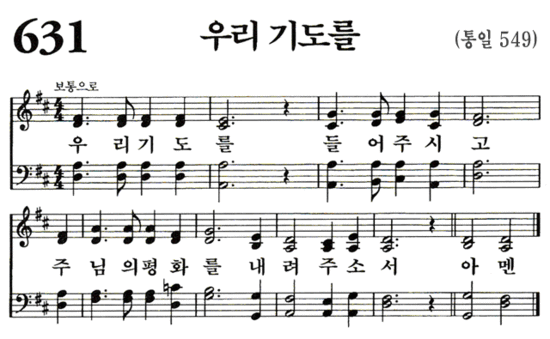 631 우리 기도를 (통일 549)
보통으로
우 리 기 도 를 들 어 주 시 고
주 님 의 평 화 를 내 려 주 소 서 아 멘